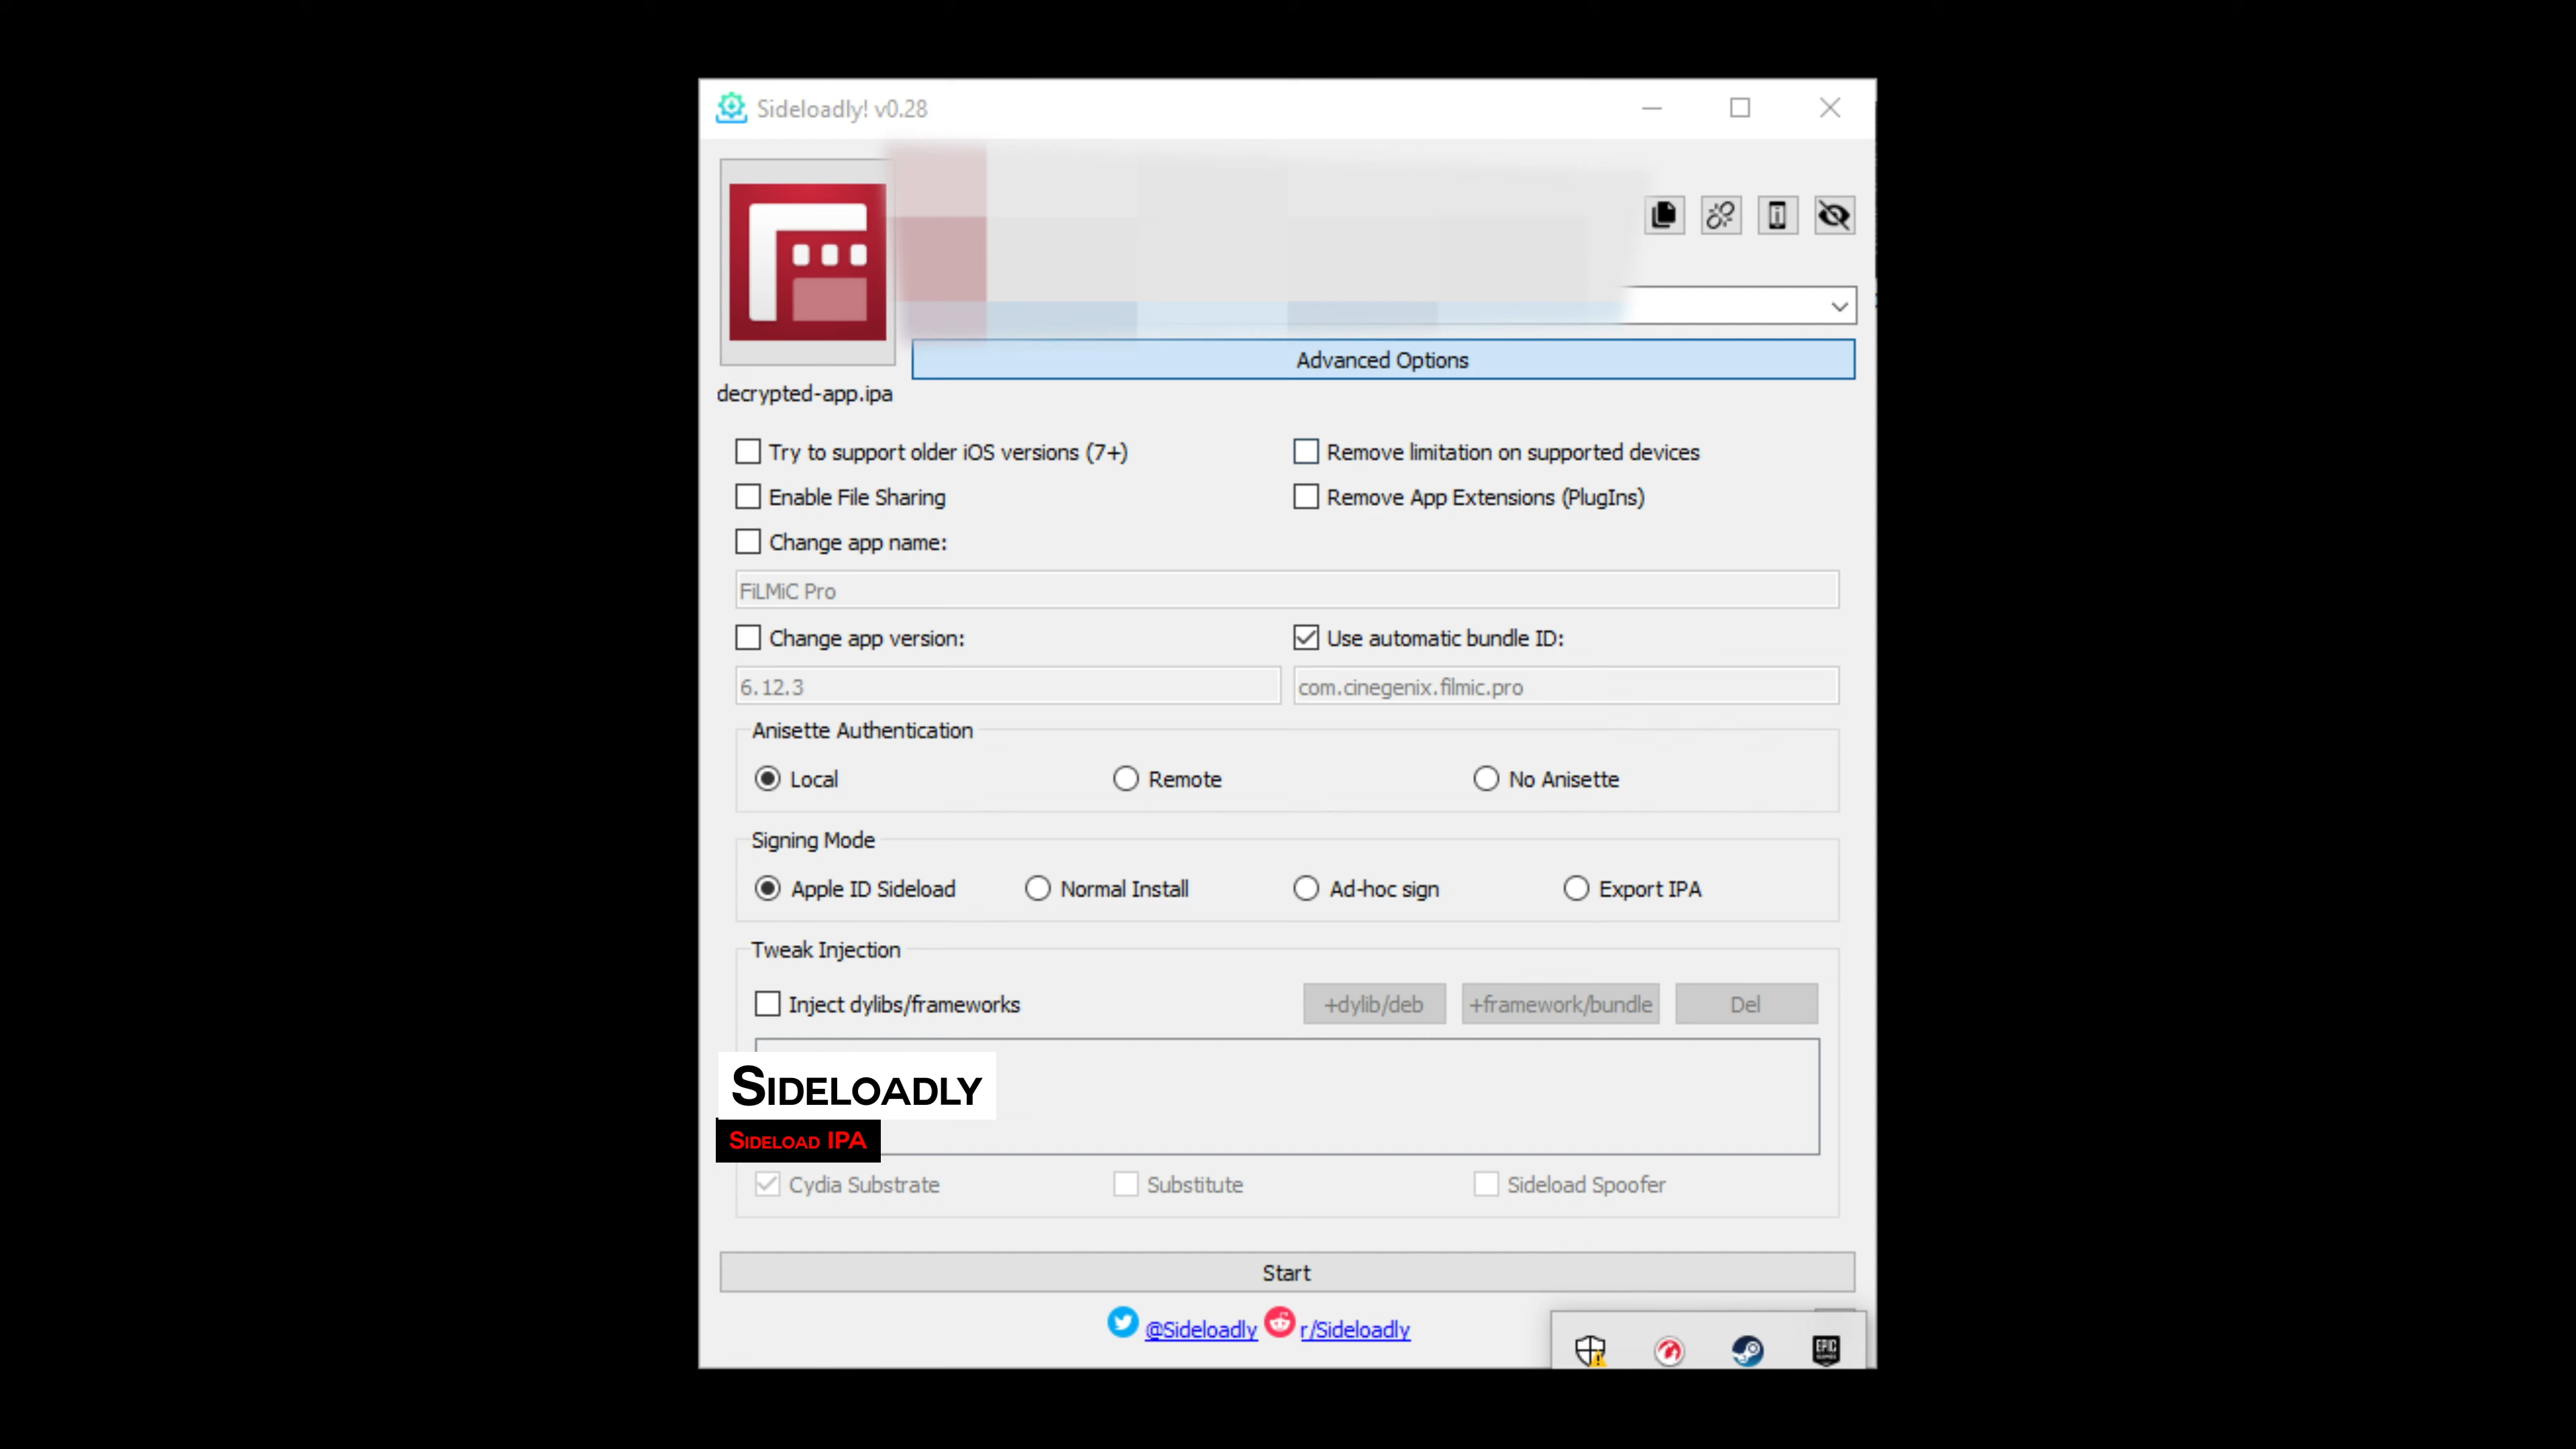 Sideloadly! v0.28
Advanced Options
decrypted-app.ipa
Try to support older iOS versions (7+)
Remove limitation on supported devices
Enable File Sharing
Remove App Extensions (PlugIns)
Change app name:
FiLMiC Pro
Change app version:
Use automatic bundle ID:
6.12.3
com.cinegenix.filmic.pro
Anisette Authentication
Local
Remote
No Anisette
Signing Mode
Apple ID Sideload
Normal Install
Ad-hoc sign
Export IPA
Tweak Injection
Inject dylibs/frameworks
+dylib/deb
+framework/bundle
Del
Sideloadly
Sideload IPA
Cydia Substrate
Substitute
Sideload Spoofer
Start
@Sideloadly
r/Sideloadly
EPIC